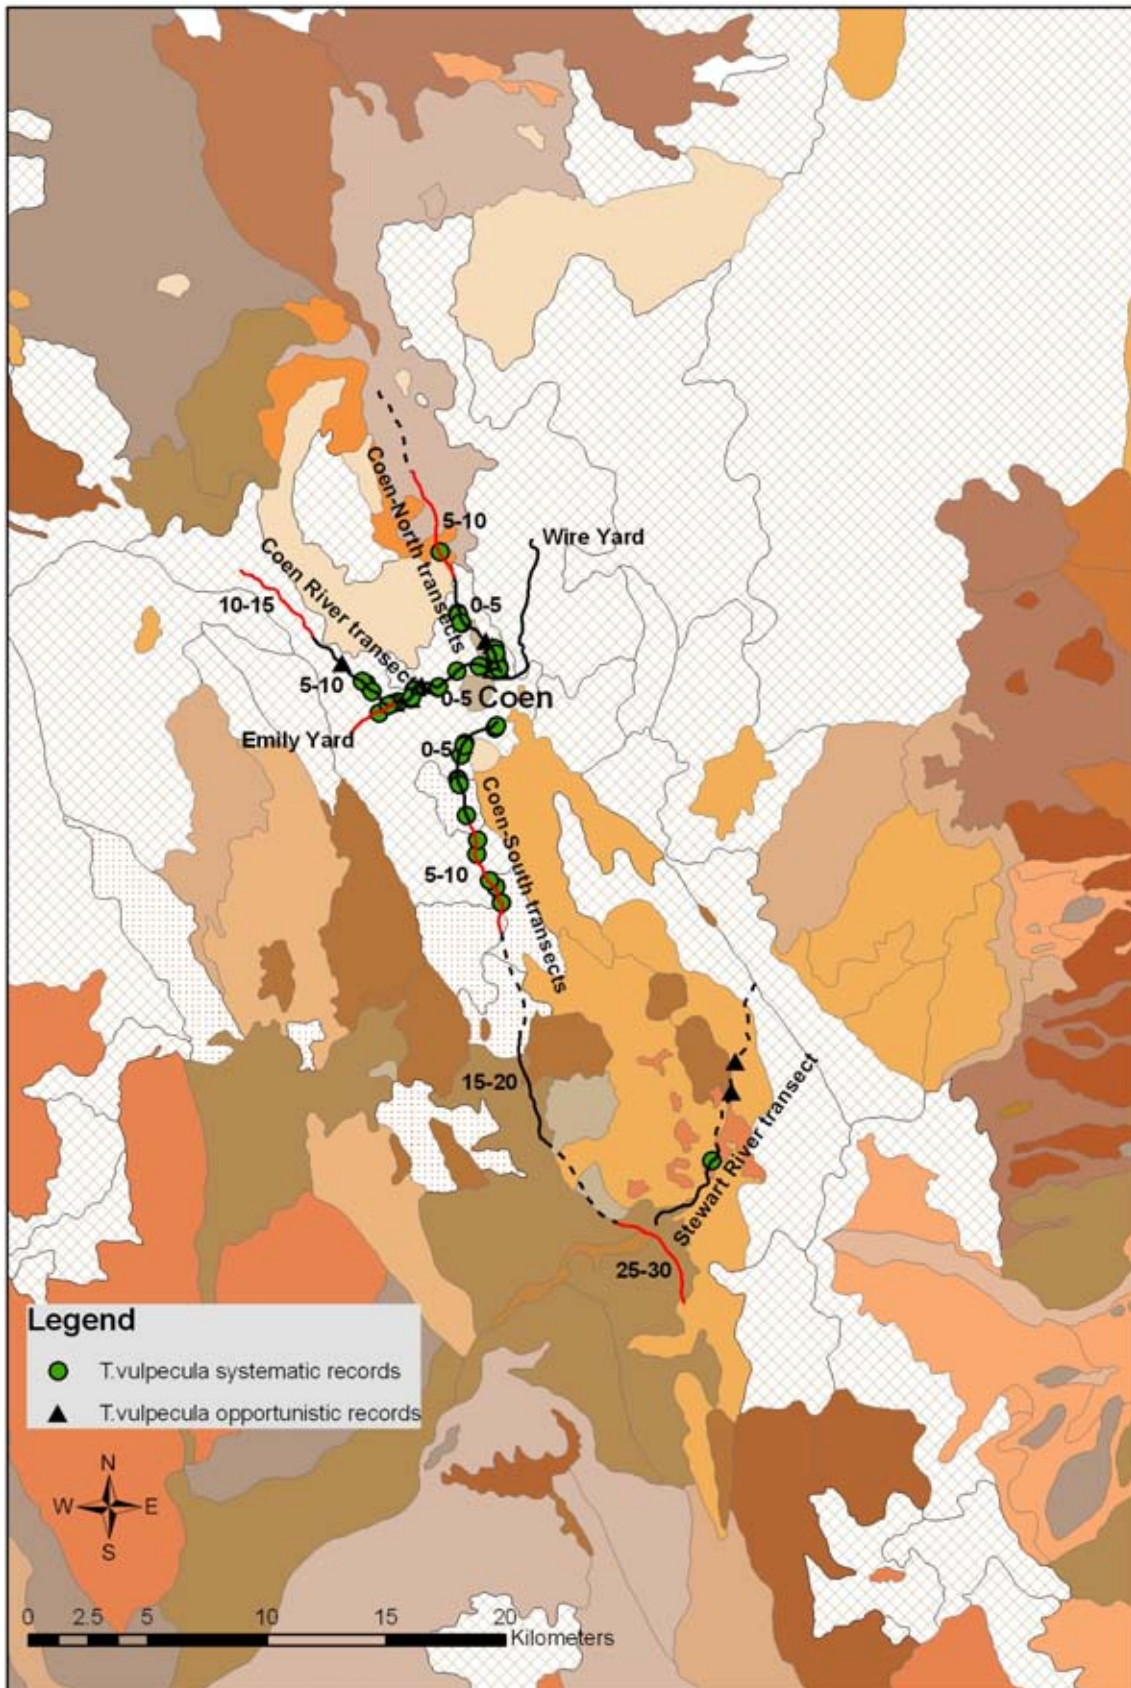 Coen-North transects
5-10
Wire Yard
Coen River transect
10-15
0-5
5-10
0-5
Coen
Emily Yard
0-5
Coen-South transects
5-10
15-20
Stewart River transect
25-30
Legend
T.vulpecula systematic records
T.vulpecula opportunistic records
N
W E
S
0 2.5 5 10 15 20
Kilometers